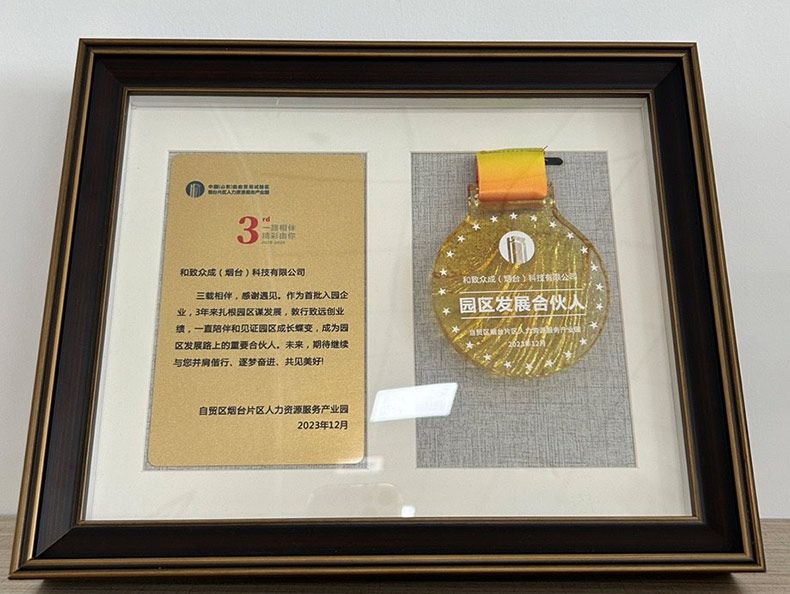 中国(山东)自由贸易试验区
烟台片区人力资源服务产业园
3rd
一路相伴
精彩由你
2020-2023
和致众成(烟台)科技有限公司
三载相伴，感谢遇见。作为首批入园企
业，3年来扎根园区谋发展，敦行致远创业
绩，一直陪伴和见证园区成长蝶变，成为园
区发展路上的重要合伙人。未来，期待继续
与您并肩偕行、逐梦奋进、共见美好!
自贸区烟台片区人力资源服务产业园
2023年12月
和致众成（烟台）科技有限公司
园区发展合伙人
自贸区烟台片区人力资源服务产业园
2023年12月